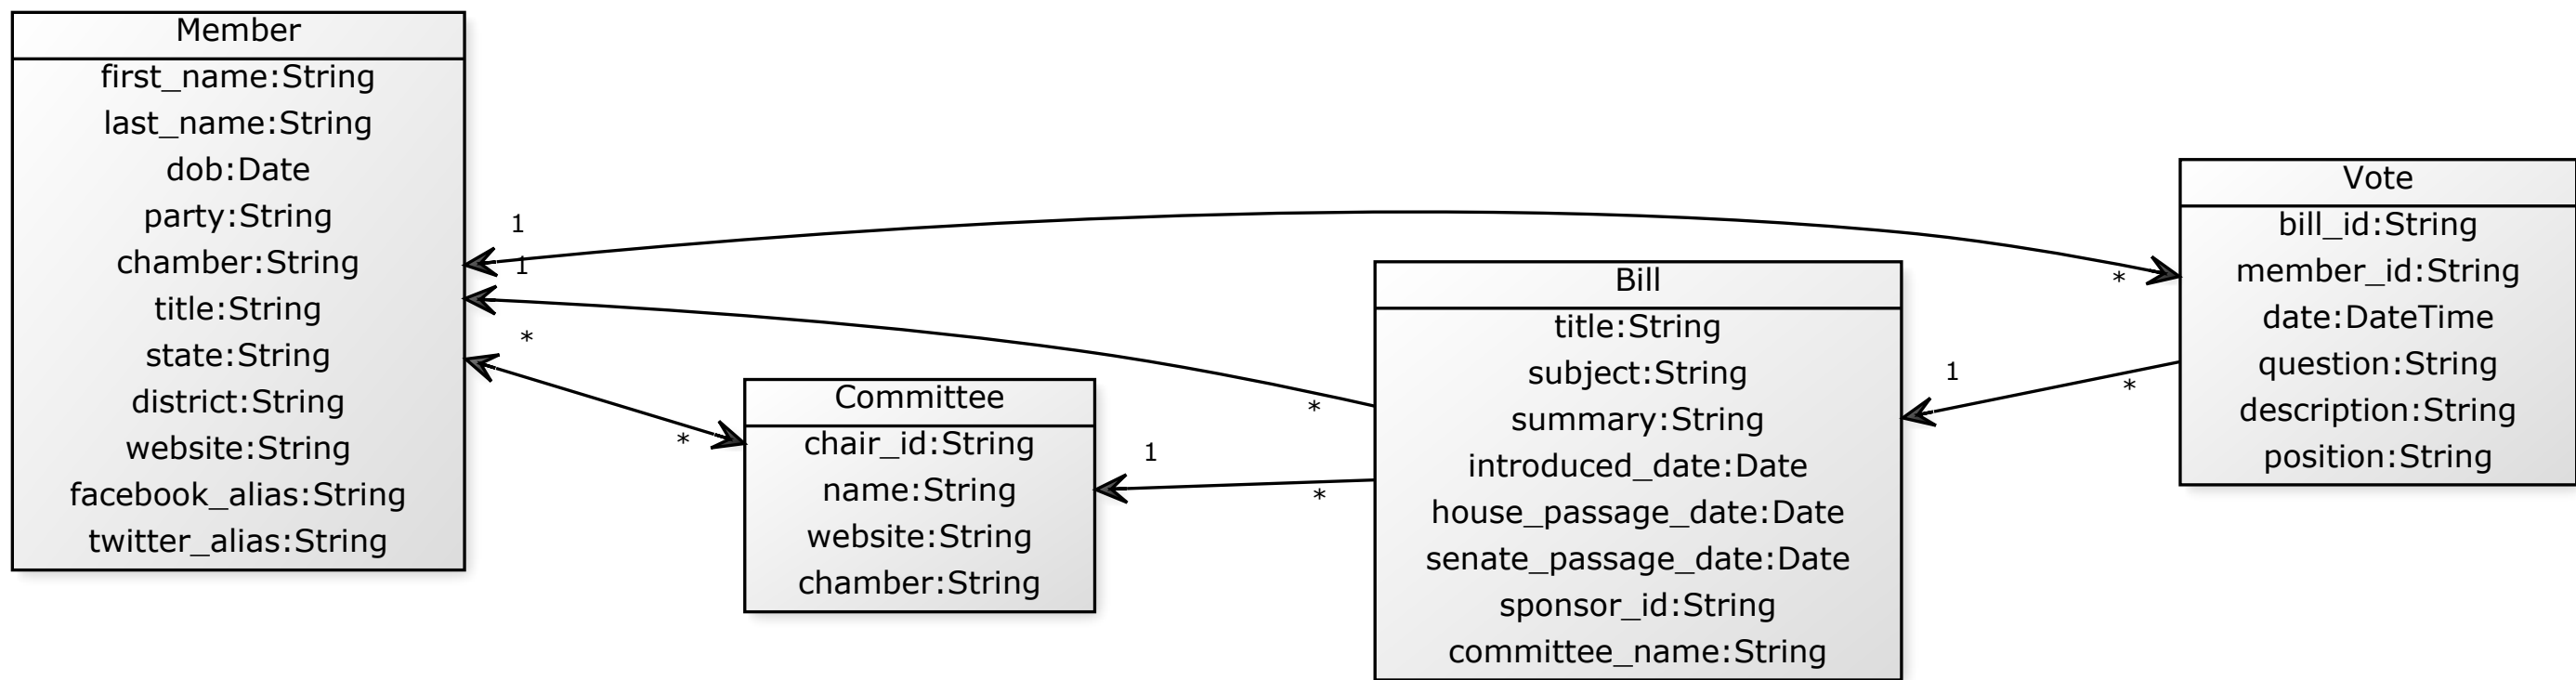 Member
first_name:String
last_name:String
dob:Date
party:String
chamber:String
title:String
state:String
district:String
website:String
facebook_alias:String
twitter_alias:String
1
1
*
*
Committee
chair_id:String
name:String
website:String
chamber:String
1
*
*
Bill
title:String
subject:String
summary:String
introduced_date:Date
house_passage_date:Date
senate_passage_date:Date
sponsor_id:String
committee_name:String
1
*
*
Vote
bill_id:String
member_id:String
date:DateTime
question:String
description:String
position:String